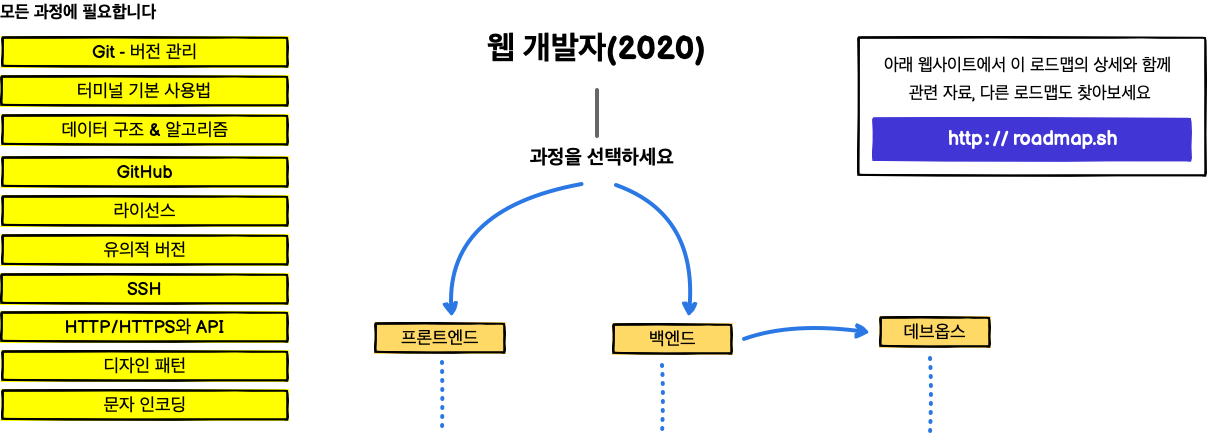 모든 과정에 필요합니다
Git - 버전 관리
터미널 기본 사용법
데이터 구조 & 알고리즘
GitHub
라이선스
유의적 버전
SSH
HTTP/HTTPS와 API
디자인 패턴
문자 인코딩
웹 개발자(2020)
과정을 선택하세요
아래 웹사이트에서 이 로드맵의 상세와 함께
관련 자료, 다른 로드맵도 찾아보세요
http://roadmap.sh
프론트엔드
백엔드
데브옵스